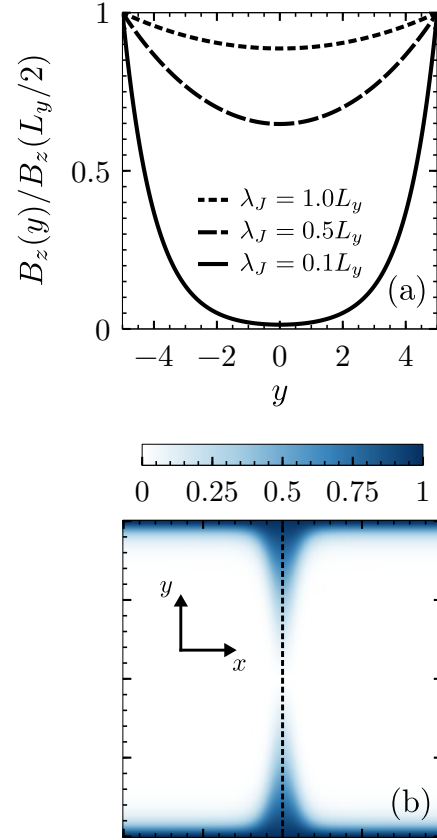 1
0.5
0
B_z(y)/B_z(L_y/2)
λ_J = 1.0L_y
λ_J = 0.5L_y
λ_J = 0.1L_y
(a)
−4 −2 0 2 4
y
0 0.25 0.5 0.75 1
y
x
(b)